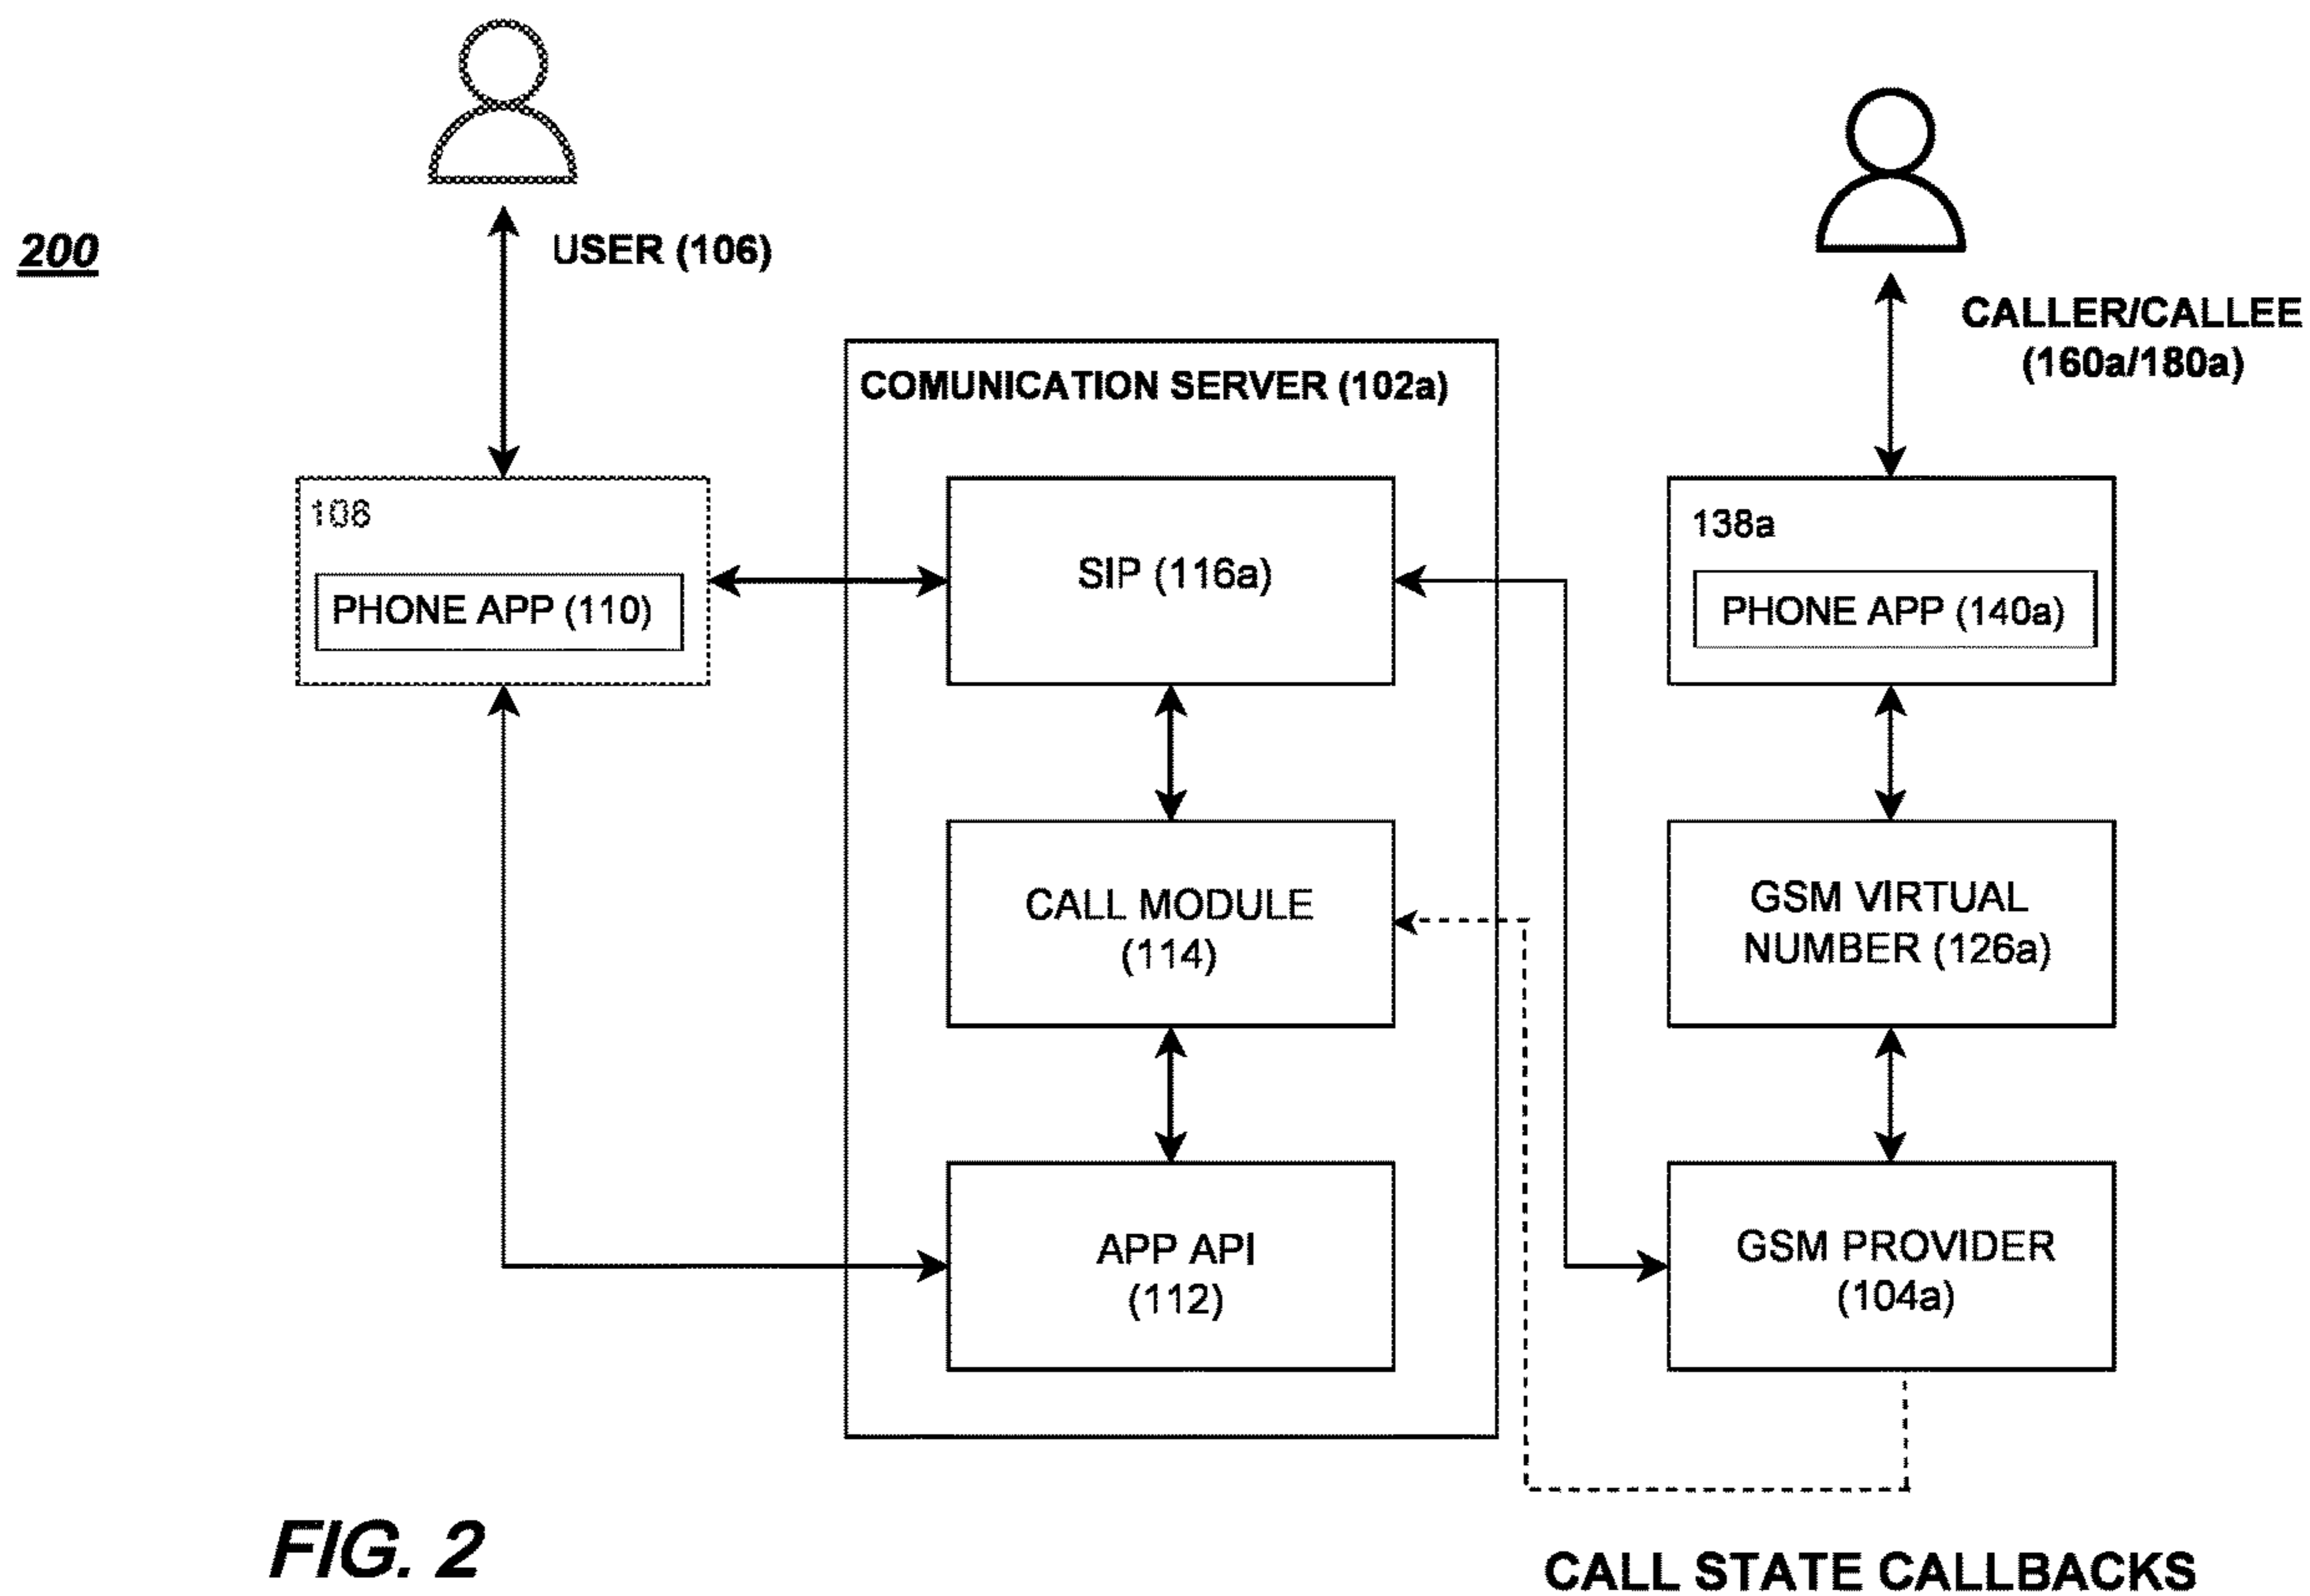 200
USER (106)
CALLER/CALLEE
(160a/180a)
COMUNICATION SERVER (102a)
108
PHONE APP (110)
SIP (116a)
138a
PHONE APP (140a)
CALL MODULE
(114)
GSM VIRTUAL
NUMBER (126a)
APP API
(112)
GSM PROVIDER
(104a)
FIG. 2
CALL STATE CALLBACKS